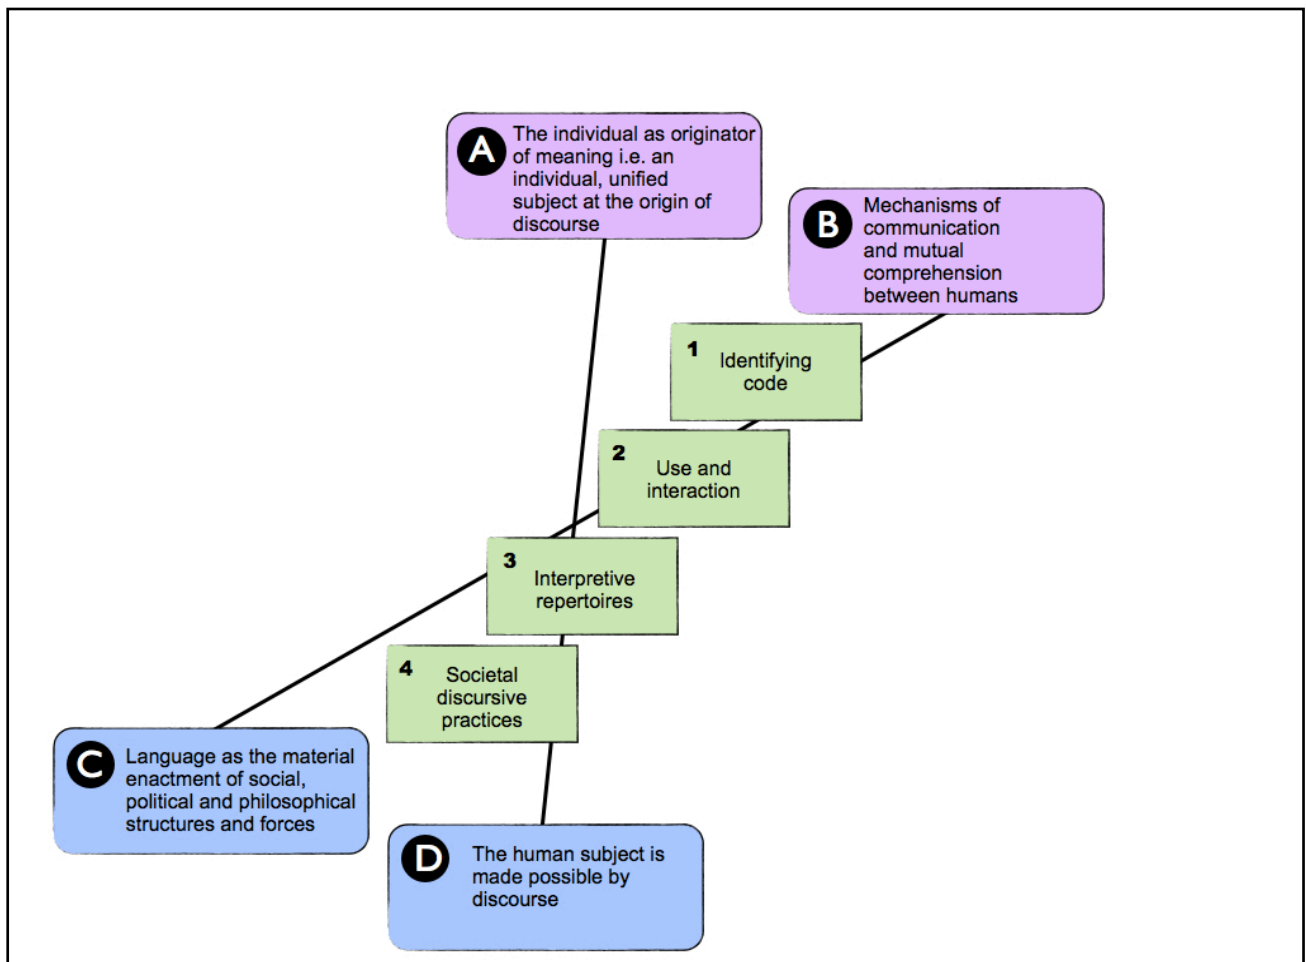 A
The individual as originator
of meaning i.e. an
individual, unified
subject at the origin of
discourse
B
Mechanisms of
communication
and mutual
comprehension
between humans
1
Identifying
code
2
Use and
interaction
3
Interpretive
repertoires
4
Societal
discursive
practices
C
Language as the material
enactment of social,
political and philosophical
structures and forces
D
The human subject is
made possible by
discourse